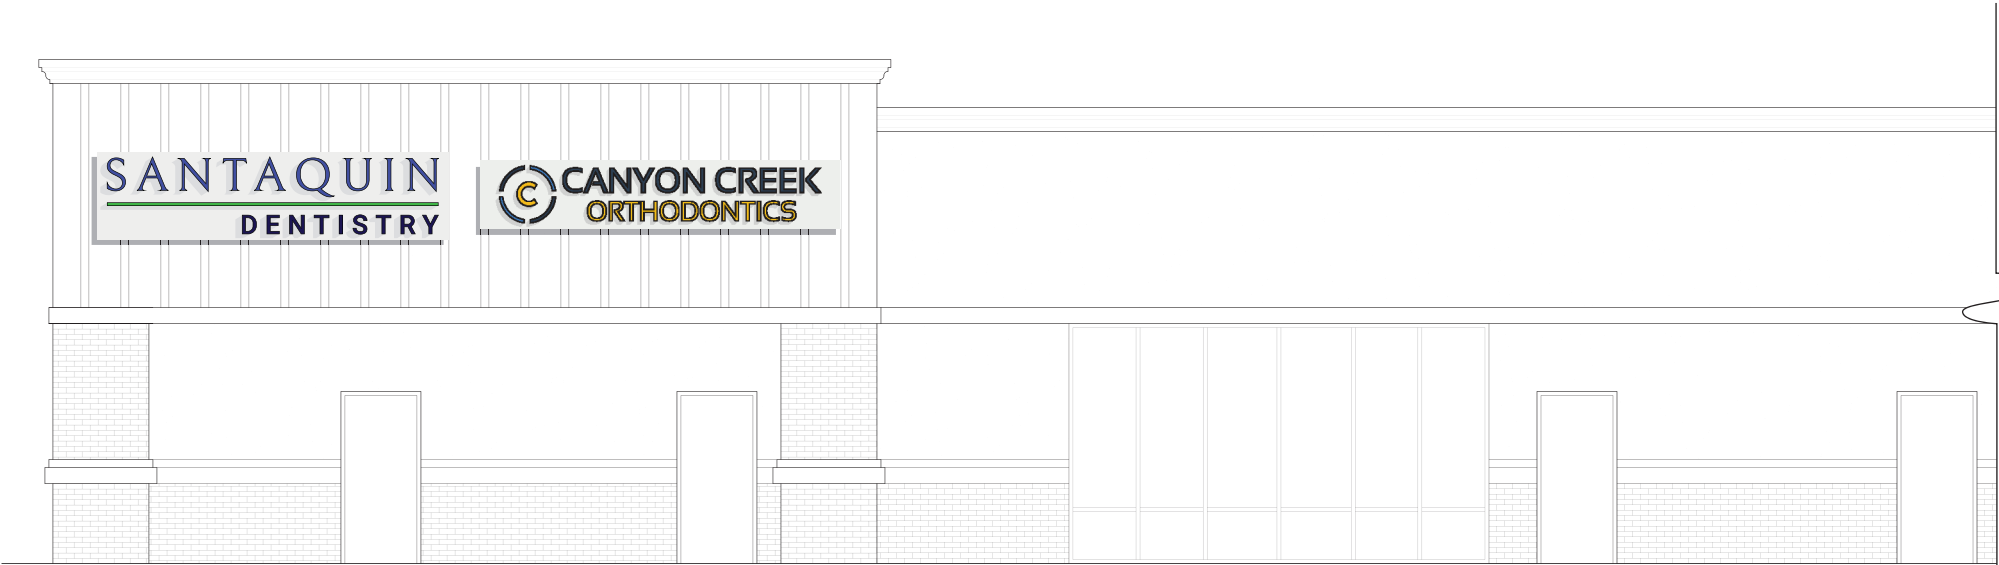 SANTAQUIN
DENTISTRY
C CANYON CREEK
ORTHODONTICS